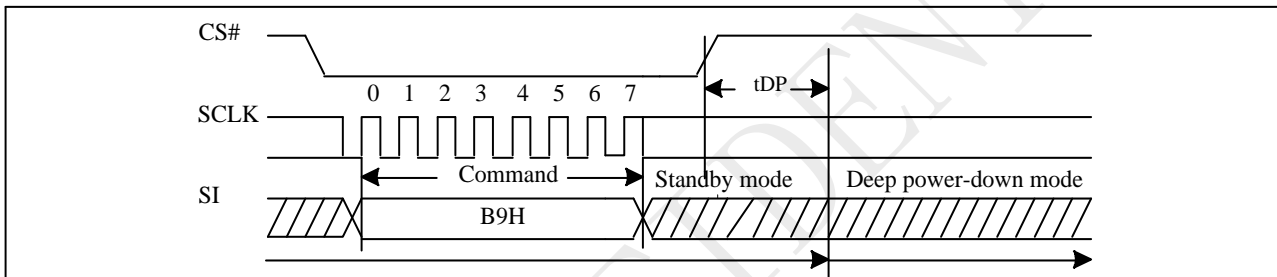 CS#
tDP
0 1 2 3 4 5 6 7
SCLK
Command
Standby mode
Deep power-down mode
SI
B9H